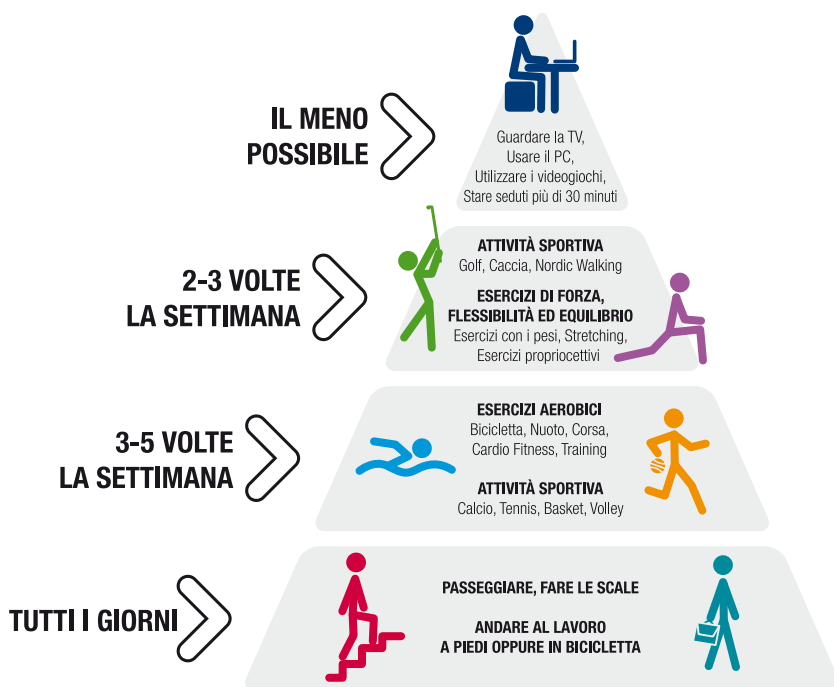 IL MENO
POSSIBILE
Guardare la TV,
Usare il PC,
Utilizzare i videogiochi,
Stare seduti più di 30 minuti
2-3 VOLTE
LA SETTIMANA
ATTIVITÀ SPORTIVA
Golf, Caccia, Nordic Walking
ESERCIZI DI FORZA,
FLESSIBILITÀ ED EQUILIBRIO
Esercizi con i pesi, Stretching,
Esercizi propriocettivi
3-5 VOLTE
LA SETTIMANA
ESERCIZI AEROBICI
Bicicletta, Nuoto, Corsa,
Cardio Fitness, Training
ATTIVITÀ SPORTIVA
Calcio, Tennis, Basket, Volley
TUTTI I GIORNI
PASSEGGIARE, FARE LE SCALE
ANDARE AL LAVORO
A PIEDI OPPURE IN BICICLETTA